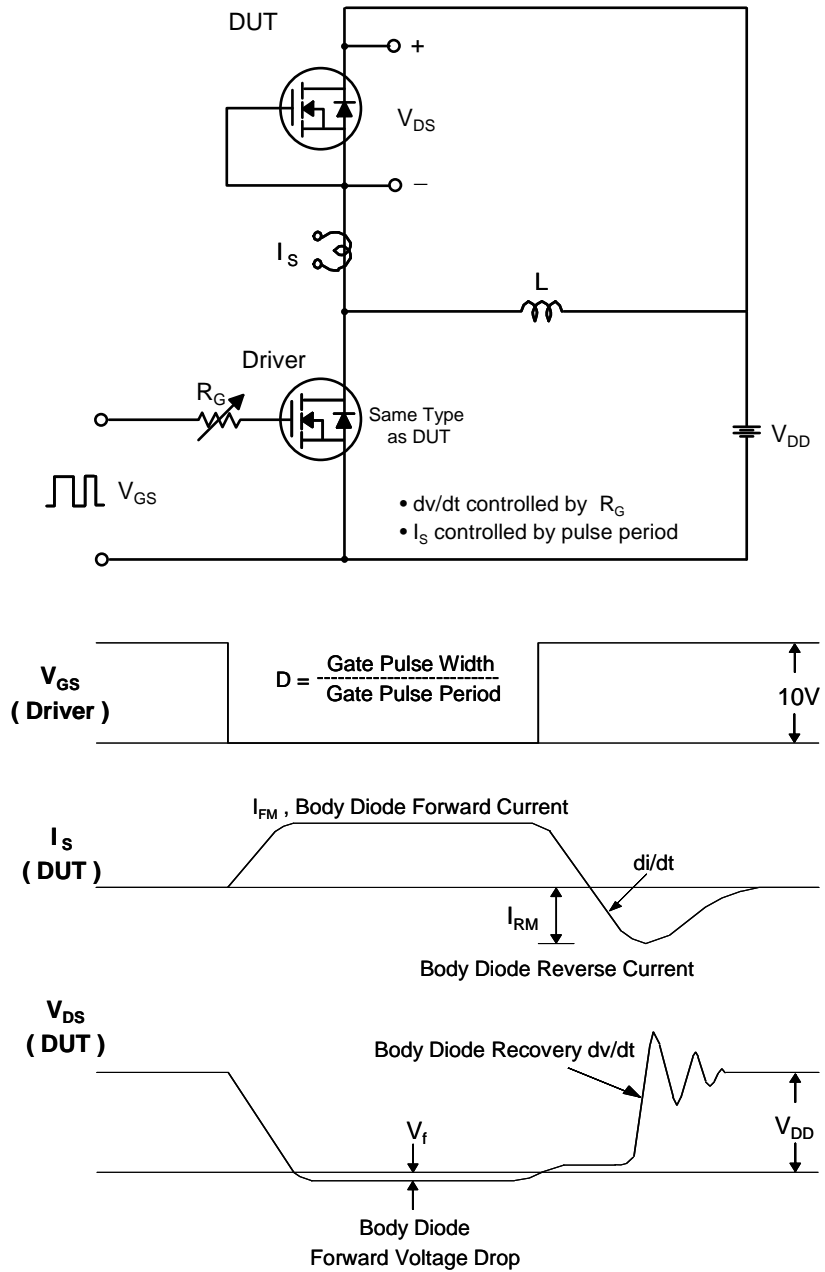 DUT
+
V_DS
−
I_S
L
Driver
R_G
Same Type
as DUT
V_DD
V_GS
• dv/dt controlled by R_G
• I_S controlled by pulse period
V_GS
( Driver )
D = Gate Pulse Width
Gate Pulse Period
10V
I_FM , Body Diode Forward Current
I_S
( DUT )
di/dt
I_RM
Body Diode Reverse Current
V_DS
( DUT )
Body Diode Recovery dv/dt
V_f
V_DD
Body Diode
Forward Voltage Drop